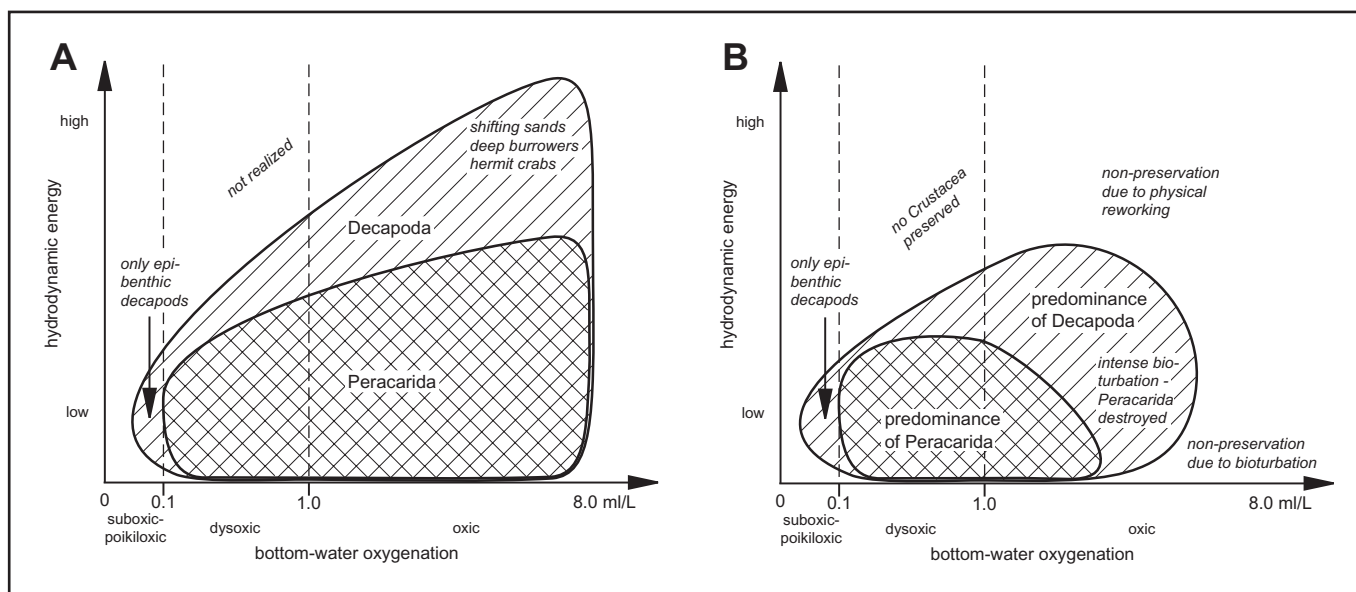 A
high
hydrodynamic energy
low
not realized
shifting sands
deep burrowers
hermit crabs
Decapoda
only epi-
benthic
decapods
Peracarida
0
0.1
1.0
8.0 ml/L
suboxic-
poikiloxic
dysoxic
oxic
bottom-water oxygenation
B
high
hydrodynamic energy
low
no Crustacea
preserved
non-preservation
due to physical
reworking
only epi-
benthic
decapods
predominance
of Decapoda
intense bio-
turbation -
Peracarida
destroyed
predominance
of Peracarida
non-preservation
due to bioturbation
0
0.1
1.0
8.0 ml/L
suboxic-
poikiloxic
dysoxic
oxic
bottom-water oxygenation